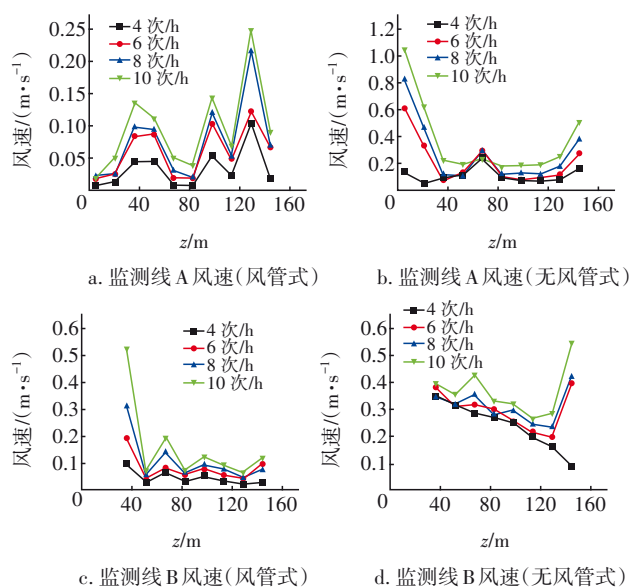 4 次/h
6 次/h
8 次/h
10 次/h
风速/(m·s⁻¹)
0.25
0.20
0.15
0.10
0.05
0 40 80 120 160
z/m
a. 监测线 A 风速(风管式)
4 次/h
6 次/h
8 次/h
10 次/h
风速/(m·s⁻¹)
1.2
1.0
0.8
0.6
0.4
0.2
0 40 80 120 160
z/m
b. 监测线 A 风速(无风管式)
4 次/h
6 次/h
8 次/h
10 次/h
风速/(m·s⁻¹)
0.6
0.5
0.4
0.3
0.2
0.1
0 40 80 120 160
z/m
c. 监测线 B 风速(风管式)
4 次/h
6 次/h
8 次/h
10 次/h
风速/(m·s⁻¹)
0.6
0.5
0.4
0.3
0.2
0.1
0 40 80 120 160
z/m
d. 监测线 B 风速(无风管式)